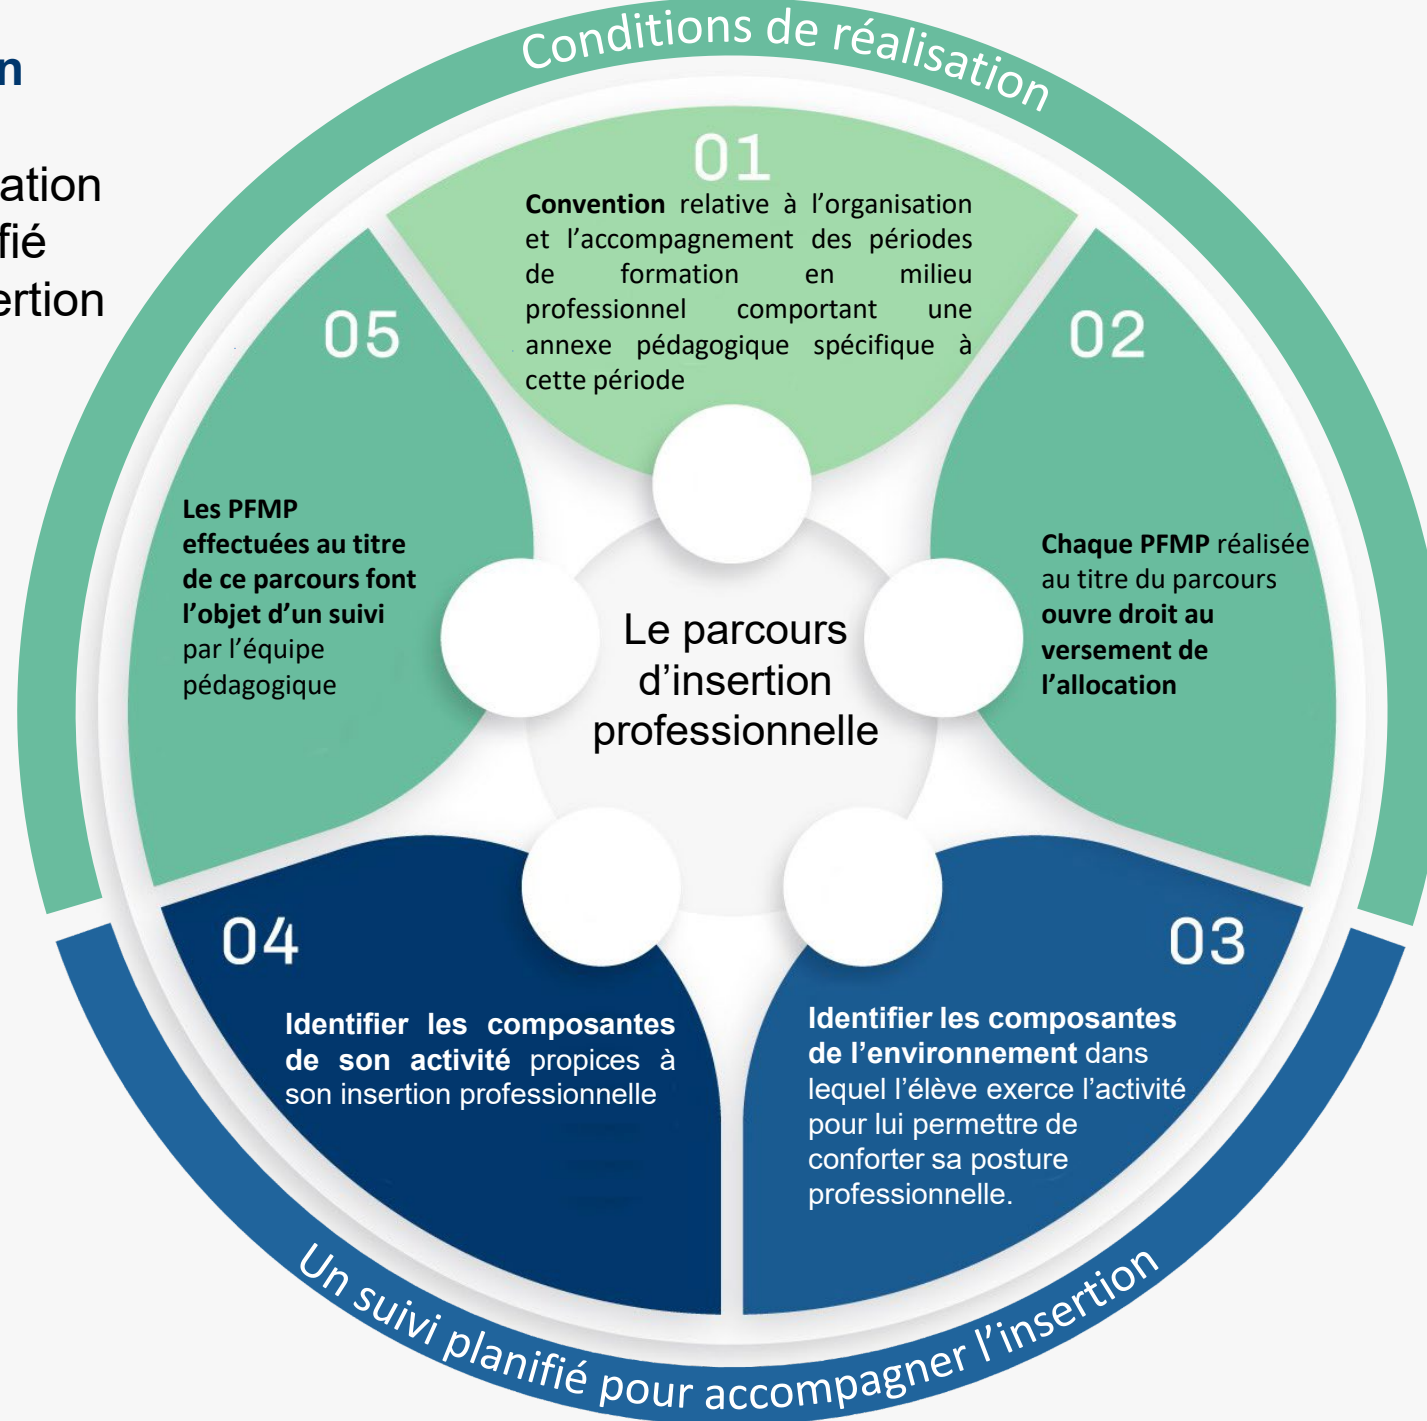 Conditions de réalisation
n
ation
fié
ertion
01
Convention relative à l’organisation
et l’accompagnement des périodes
de formation en milieu
professionnel comportant une
annexe pédagogique spécifique à
cette période
02
Chaque PFMP réalisée
au titre du parcours
ouvre droit au
versement de
l’allocation
03
Identifier les composantes
de l’environnement dans
lequel l’élève exerce l’activité
pour lui permettre de
conforter sa posture
professionnelle.
04
Identifier les composantes
de son activité propices à
son insertion professionnelle
05
Les PFMP
effectuées au titre
de ce parcours font
l’objet d’un suivi
par l’équipe
pédagogique
Le parcours
d’insertion
professionnelle
Un suivi planifié pour accompagner l’insertion